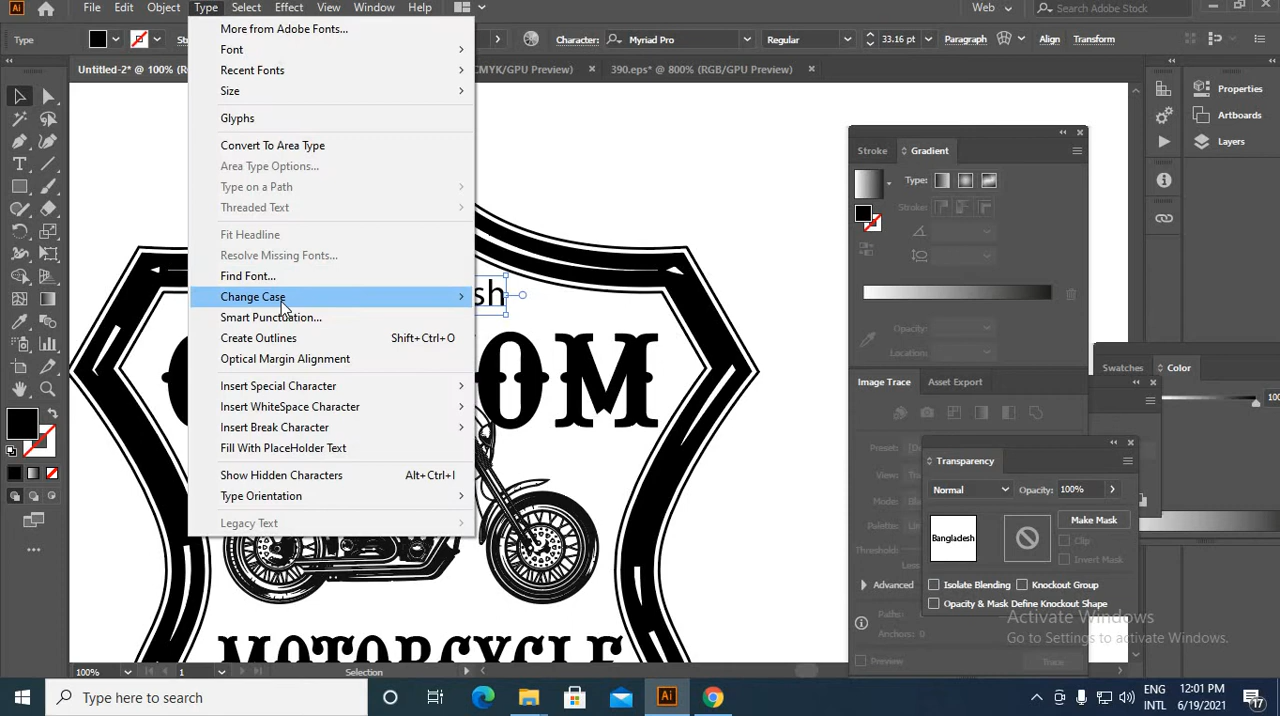 Ai File Edit Object Type Select Effect View Window Help Web Search Adobe Stock
Type Character: Myriad Pro Regular 33.16 pt Paragraph Align Transform
Untitled-2* @ 100% CMYK/GPU Preview) 390.eps* @ 800% (RGB/GPU Preview)
More from Adobe Fonts...
Font
Recent Fonts
Size
Glyphs
Convert To Area Type
Area Type Options...
Type on a Path
Threaded Text
Fit Headline
Resolve Missing Fonts...
Find Font...
Change Case
Smart Punctuation...
Create Outlines Shift+Ctrl+O
Optical Margin Alignment
Insert Special Character
Insert WhiteSpace Character
Insert Break Character
Fill With PlaceHolder Text
Show Hidden Characters Alt+Ctrl+I
Type Orientation
Legacy Text
sh
OM
MOTORCYCLE
Stroke Gradient
Type:
Stroke:
Opacity:
Location:
Image Trace Asset Export
Preset:
View:
Mode:
Palette:
Threshold:
Advanced
Paths:
Anchors:
Preview Trace
Properties
Artboards
Layers
Swatches Color
100
Transparency
Normal Opacity: 100%
Bangladesh
Make Mask
Clip
Invert Mask
Isolate Blending Knockout Group
Opacity & Mask Define Knockout Shape
Activate Windows
Go to Settings to activate Windows.
100% 1 Selection
Type here to search
Ai
ENG
INTL
12:01 PM
6/19/2021
17